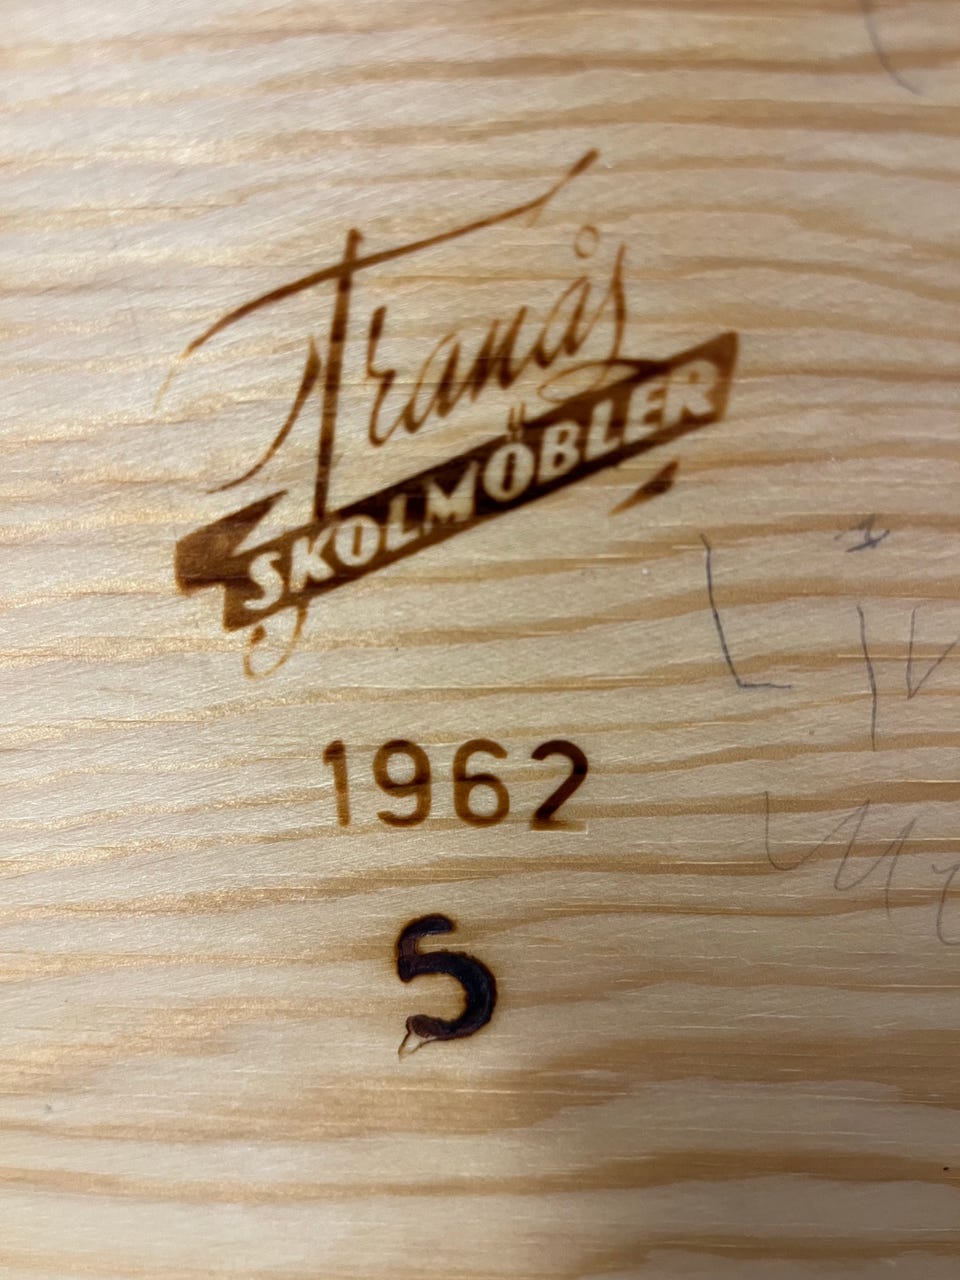 Tranås
SKOLMÖBLER
1962
5